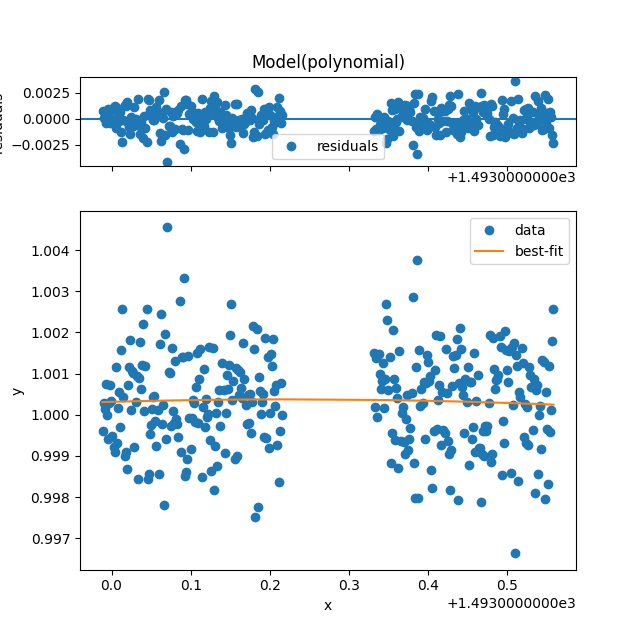 Model(polynomial)
0.0025
0.0000
−0.0025
residuals
+1.4930000000e3
1.004
1.003
1.002
1.001
1.000
0.999
0.998
0.997
y
data
best-fit
0.0 0.1 0.2 0.3 0.4 0.5
x
+1.4930000000e3